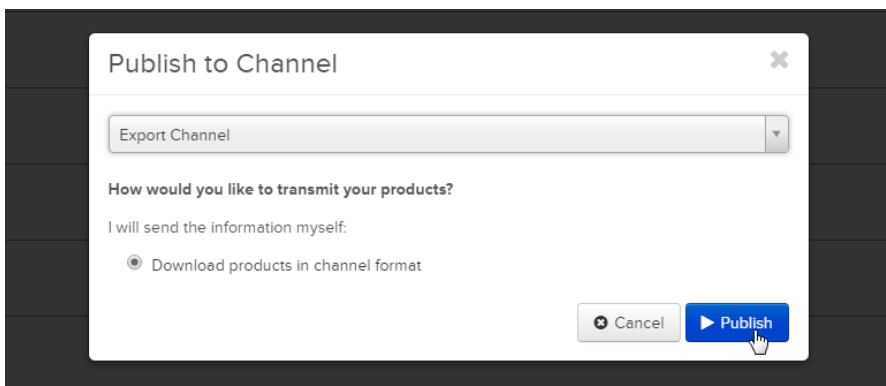 Publish to Channel
Export Channel
How would you like to transmit your products?
I will send the information myself:
Download products in channel format
Cancel
Publish